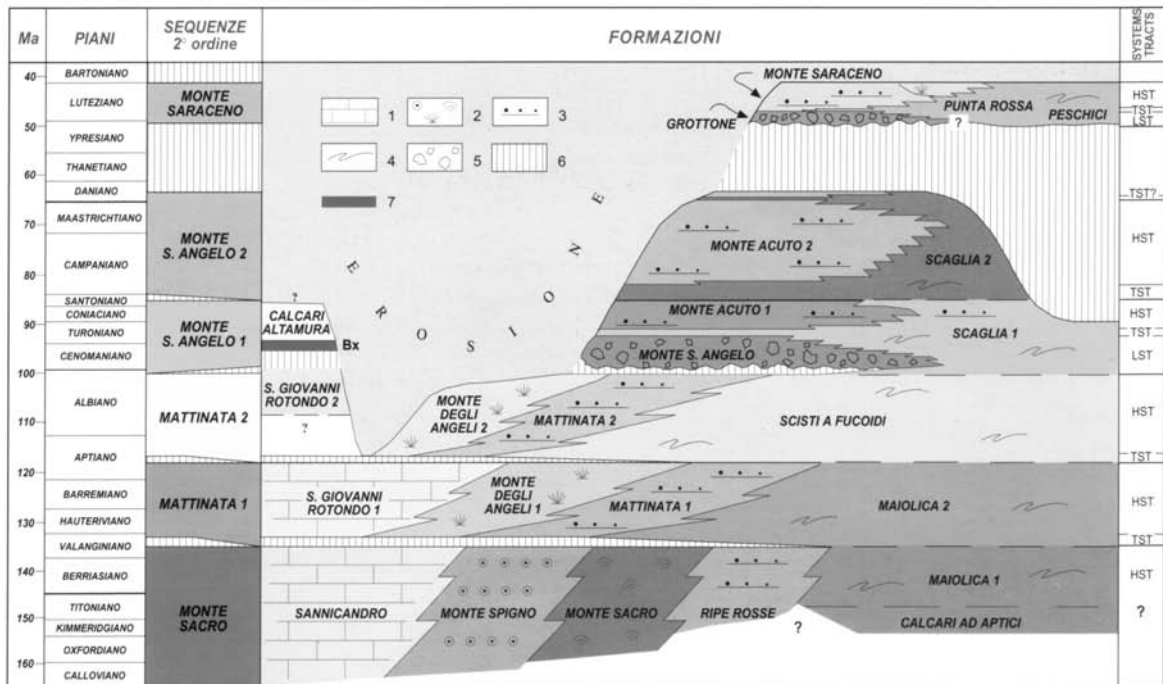 Ma
PIANI
SEQUENZE
2° ordine
FORMAZIONI
SYSTEMS
TRACTS
40
50
60
70
80
90
100
110
120
130
140
150
160
BARTONIANO
LUTEZIANO
YPRESIANO
THANETIANO
DANIANO
MAASTRICHTIANO
CAMPANIANO
SANTONIANO
CONIACIANO
TURONIANO
CENOMANIANO
ALBIANO
APTIANO
BARREMIANO
HAUTERIVIANO
VALANGINIANO
BERRIASIANO
TITONIANO
KIMMERIDGIANO
OXFORDIANO
CALLOVIANO
MONTE
SARACENO
MONTE
S. ANGELO 2
MONTE
S. ANGELO 1
MATTINATA 2
MATTINATA 1
MONTE
SACRO
1
2
3
4
5
6
7
EROSIONE
MONTE SARACENO
GROTTONE
PUNTA ROSSA
PESCHICI
?
MONTE ACUTO 2
SCAGLIA 2
MONTE ACUTO 1
SCAGLIA 1
MONTE S. ANGELO
?
CALCARI
ALTAMURA
Bx
S. GIOVANNI
ROTONDO 2
?
MONTE
DEGLI
ANGELI 2
MATTINATA 2
SCISTI A FUCOIDI
S. GIOVANNI
ROTONDO 1
MONTE
DEGLI
ANGELI 1
MATTINATA 1
MAIOLICA 2
SANNICANDRO
MONTE SPIGNO
MONTE SACRO
RIPE ROSSE
MAIOLICA 1
CALCARI AD APTICI
?
HST
TST
LST
TST?
HST
TST
HST
TST
LST
HST
TST
HST
TST
HST
?